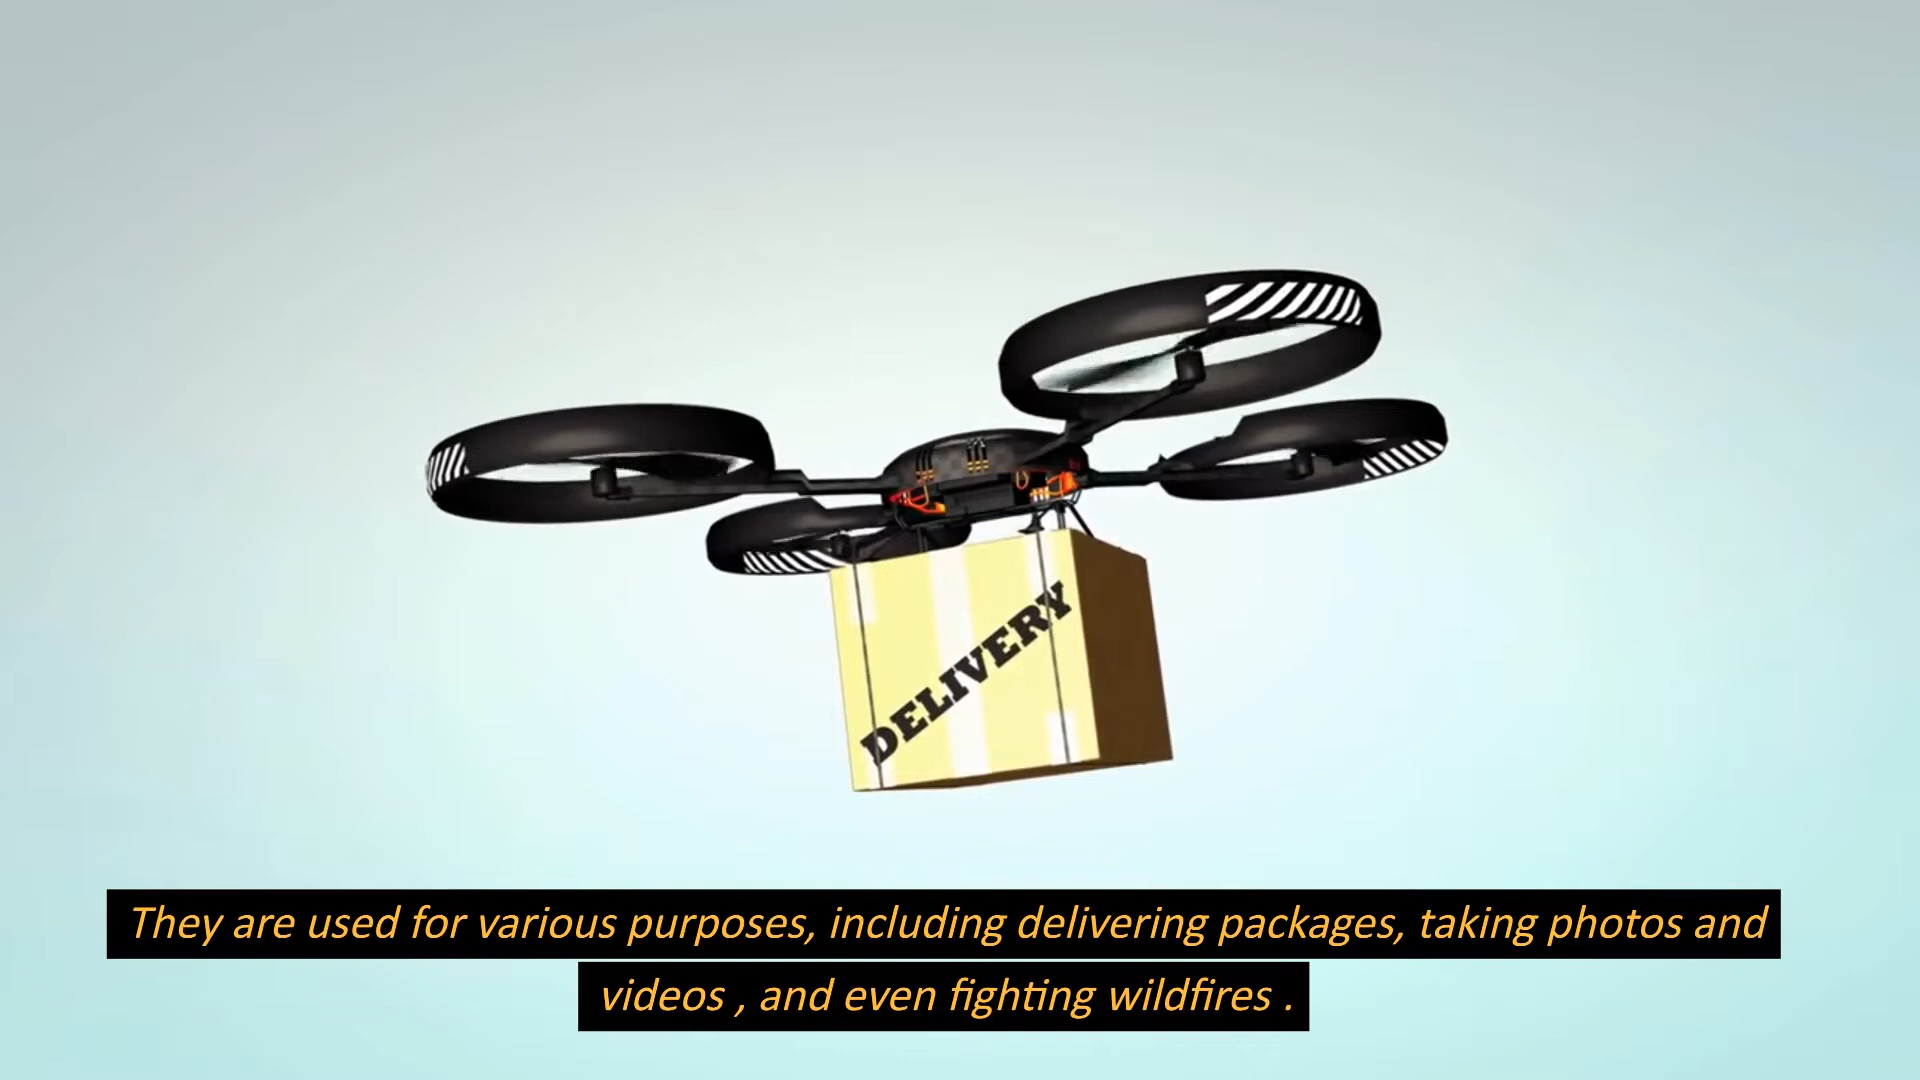 DELIVERY
They are used for various purposes, including delivering packages, taking photos and
videos , and even fighting wildfires .